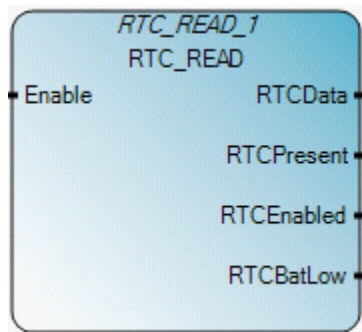 RTC_READ_1
RTC_READ
Enable RTCData
RTCPresent
RTCEnabled
RTCBatLow